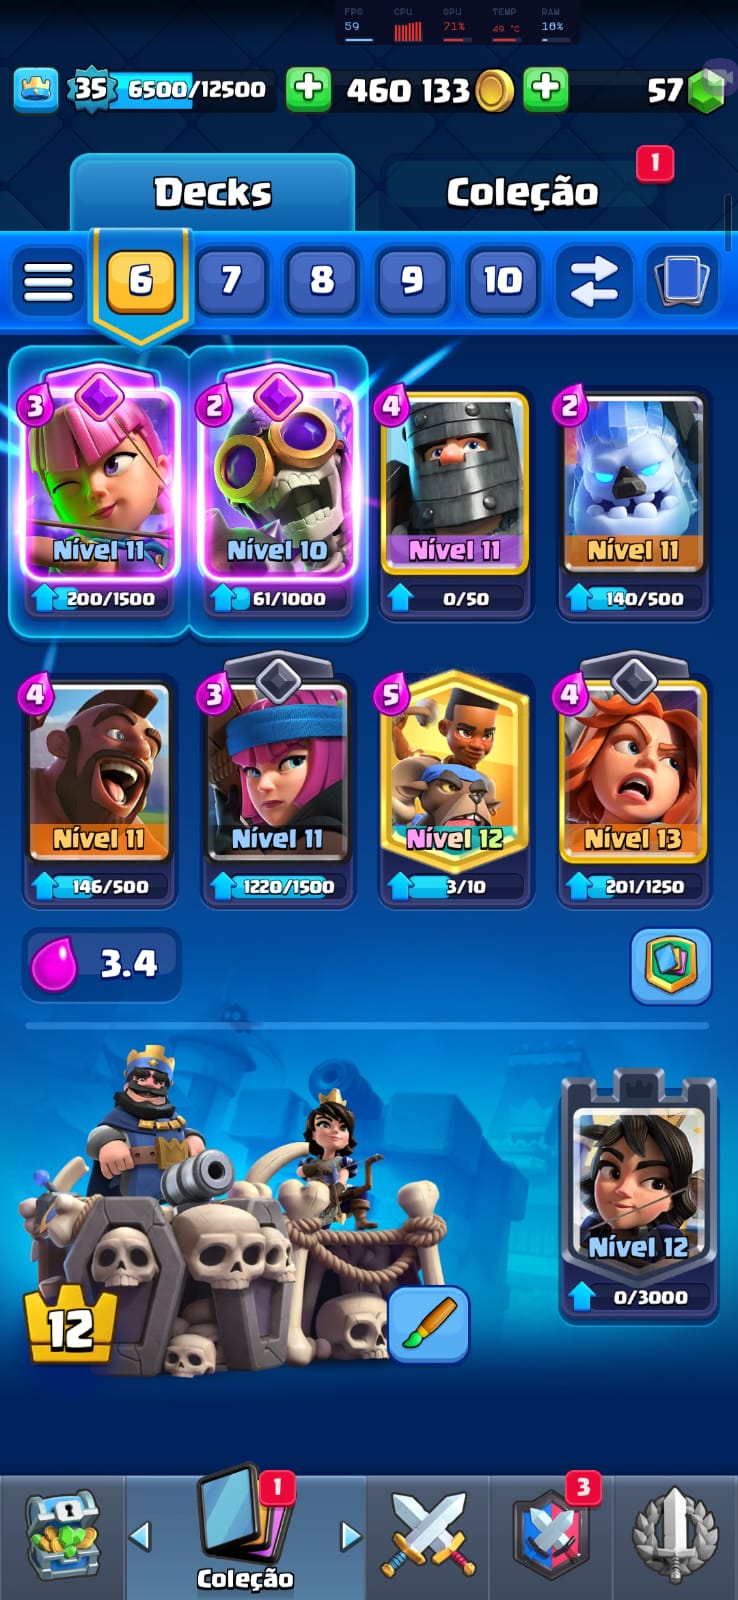 FPS CPU GPU TEMP RAM
59 71% 49 °C 10%
35 6500/12500 460 133 57
Decks Coleção 1
6 7 8 9 10
3 2 4 2
Nível 11 Nível 10 Nível 11 Nível 11
200/1500 61/1000 0/50 140/500
4 3 5 4
Nível 11 Nível 11 Nível 12 Nível 13
146/500 1220/1500 3/10 201/1250
3.4
Nível 12
0/3000
12
1 3
Coleção